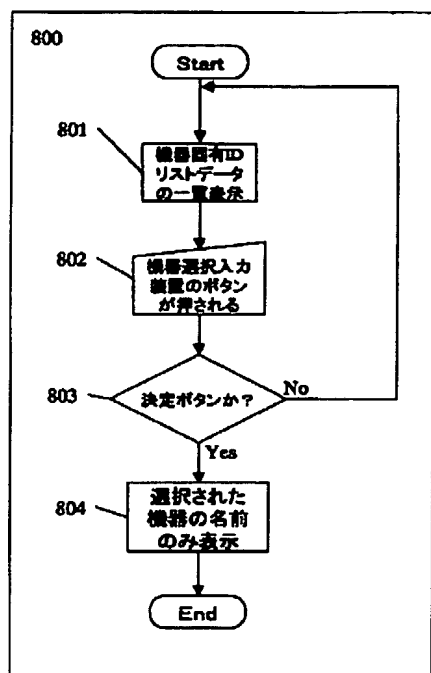 800
Start
801
機器固有ID
リストデータ
の一覧表示
802
機器選択入力
装置のボタン
が押される
803
決定ボタンか?
No
Yes
804
選択された
機器の名前
のみ表示
End